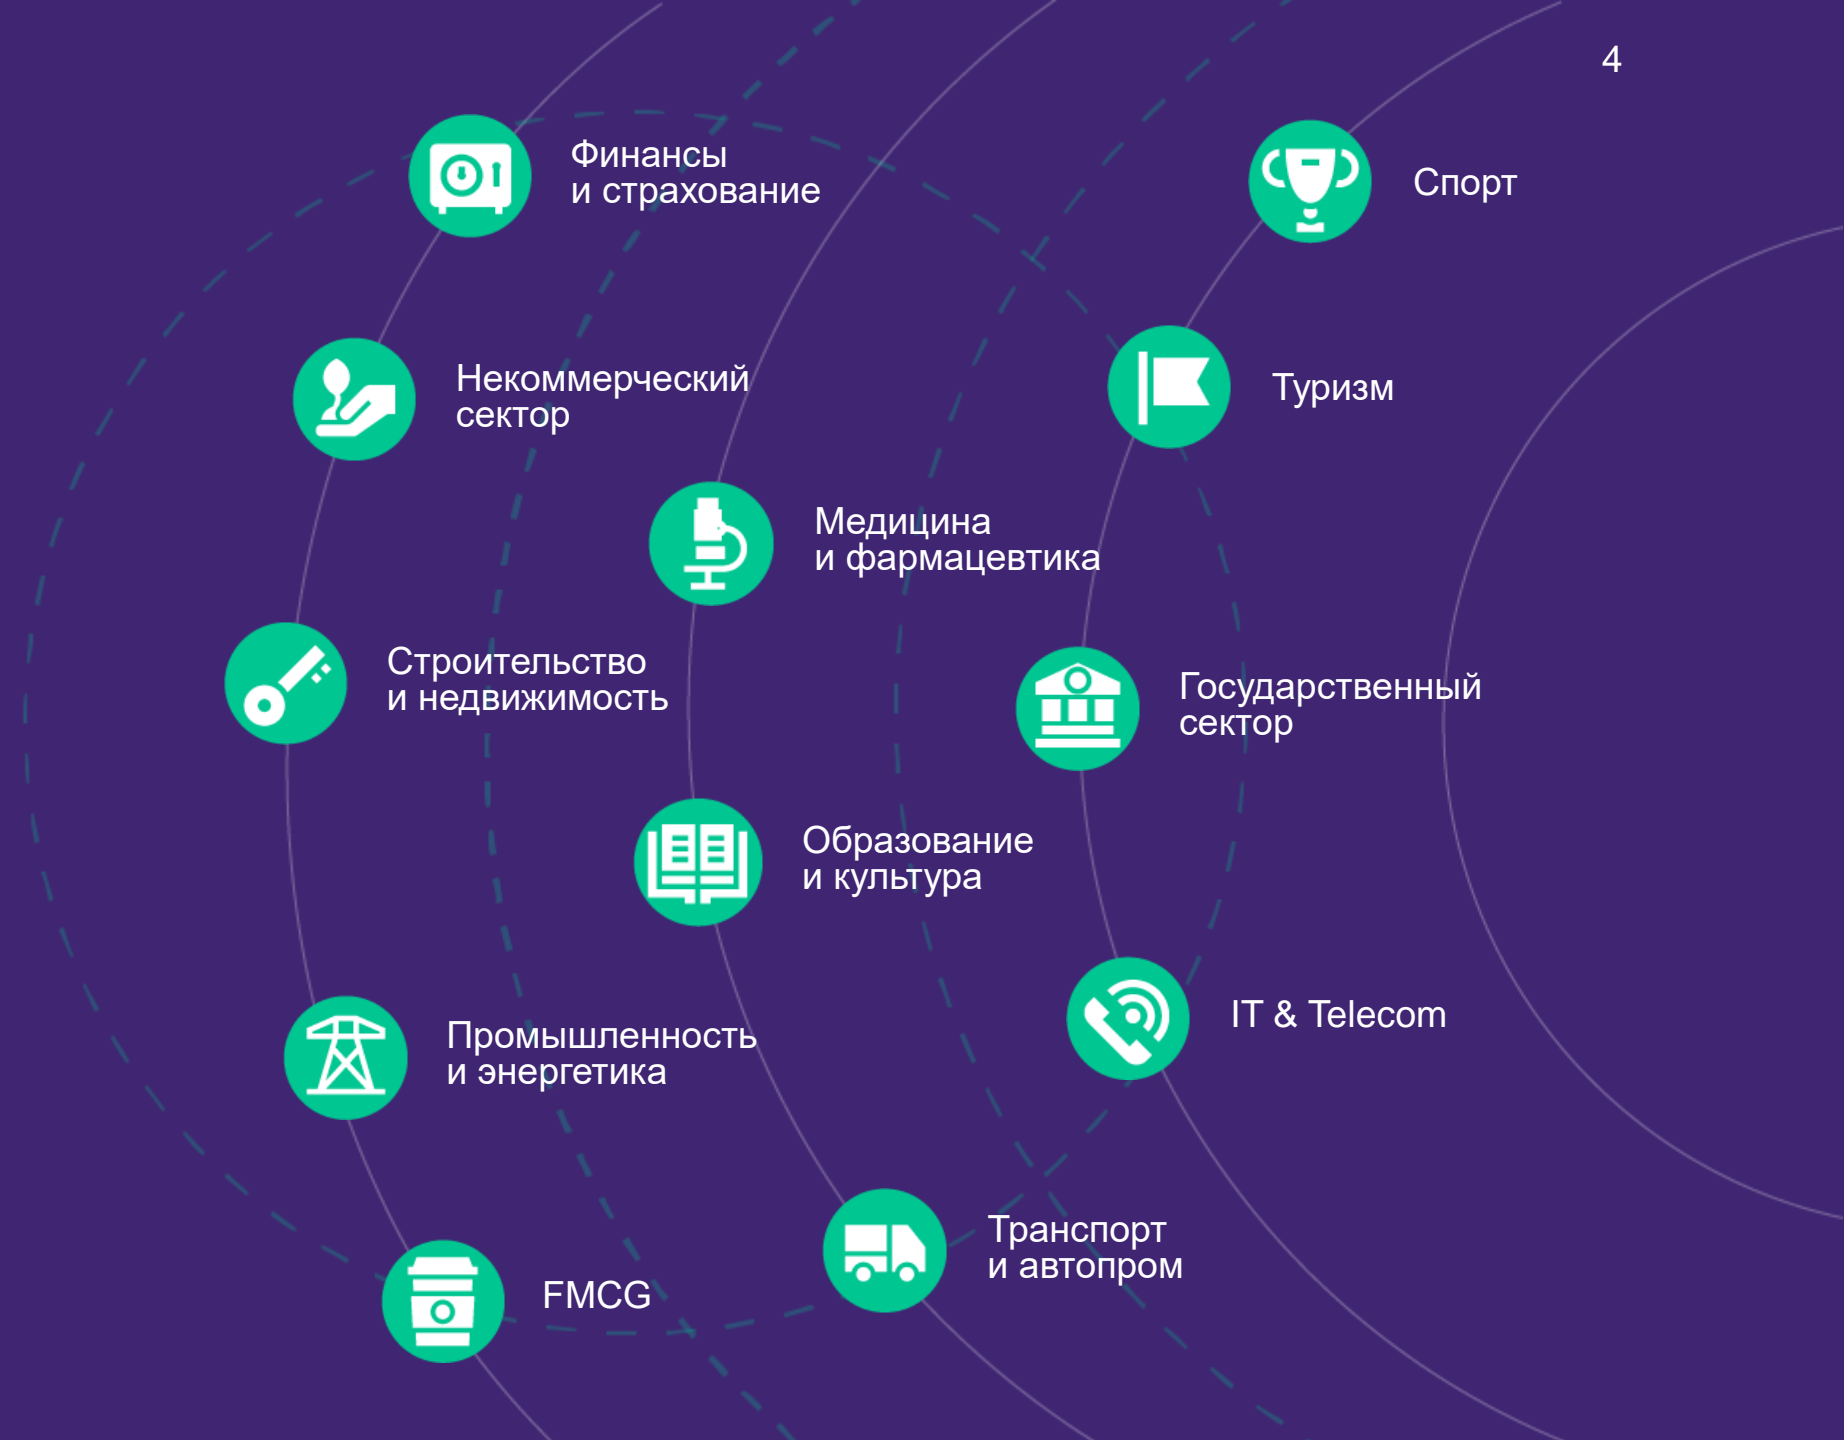 4
Финансы
и страхование
Спорт
Некоммерческий
сектор
Туризм
Медицина
и фармацевтика
Строительство
и недвижимость
Государственный
сектор
Образование
и культура
IT & Telecom
Промышленность
и энергетика
Транспорт
и автопром
FMCG